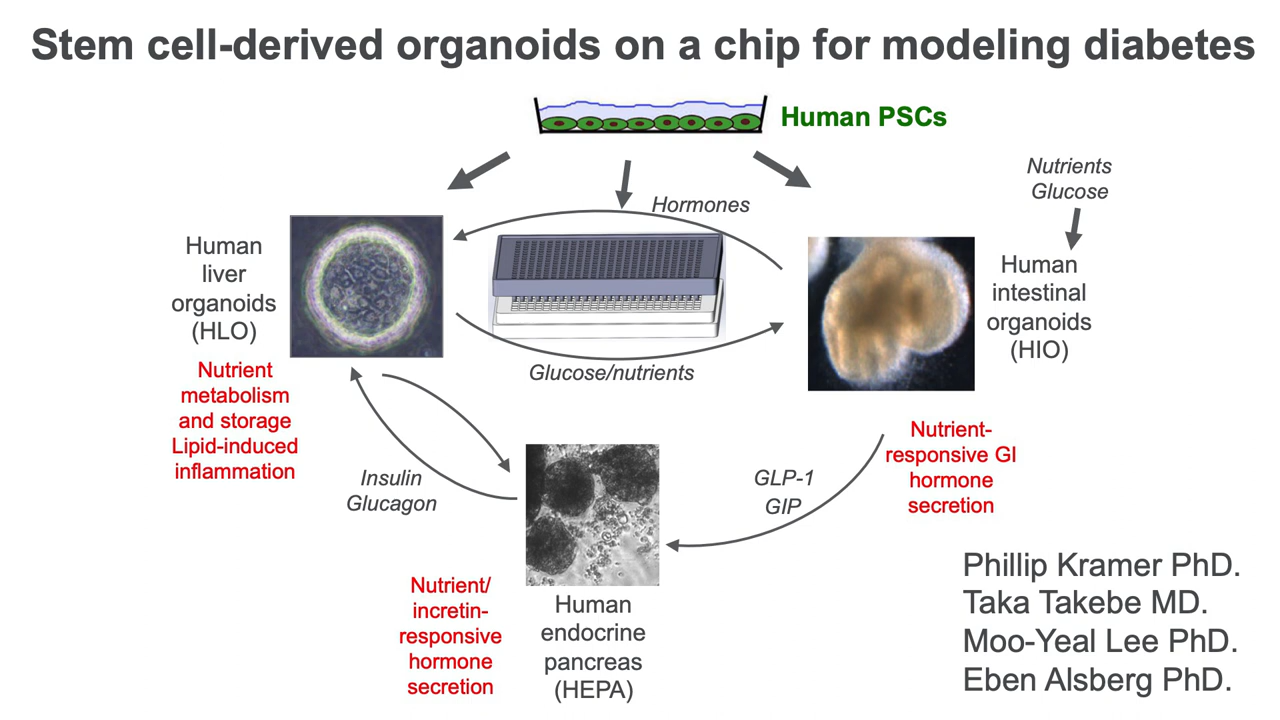 Stem cell-derived organoids on a chip for modeling diabetes
Human PSCs
Nutrients
Glucose
Hormones
Human
liver
organoids
(HLO)
Human
intestinal
organoids
(HIO)
Glucose/nutrients
Nutrient
metabolism
and storage
Lipid-induced
inflammation
Nutrient-
responsive GI
hormone
secretion
Insulin
Glucagon
GLP-1
GIP
Nutrient/
incretin-
responsive
hormone
secretion
Human
endocrine
pancreas
(HEPA)
Phillip Kramer PhD.
Taka Takebe MD.
Moo-Yeal Lee PhD.
Eben Alsberg PhD.